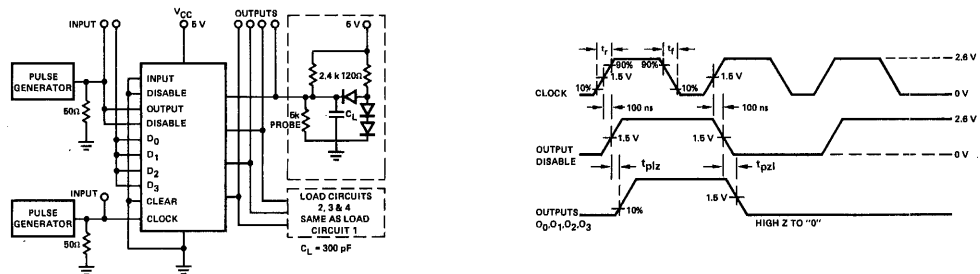 INPUT
VCC
5 V
OUTPUTS
5 V
PULSE
GENERATOR
50Ω
INPUT
DISABLE
OUTPUT
DISABLE
D0
D1
D2
D3
CLEAR
CLOCK
2.4 k 120Ω
5k
PROBE
CL
INPUT
PULSE
GENERATOR
50Ω
LOAD CIRCUITS
2, 3 & 4
SAME AS LOAD
CIRCUIT 1
CL = 300 pF
tr
tf
90%
90%
2.6 V
1.5 V
1.5 V
10%
10%
0 V
CLOCK
100 ns
100 ns
2.6 V
1.5 V
1.5 V
OUTPUT
DISABLE
0 V
tplz
tpzl
1.5 V
10%
OUTPUTS
O0,O1,O2,O3
HIGH Z TO "0"